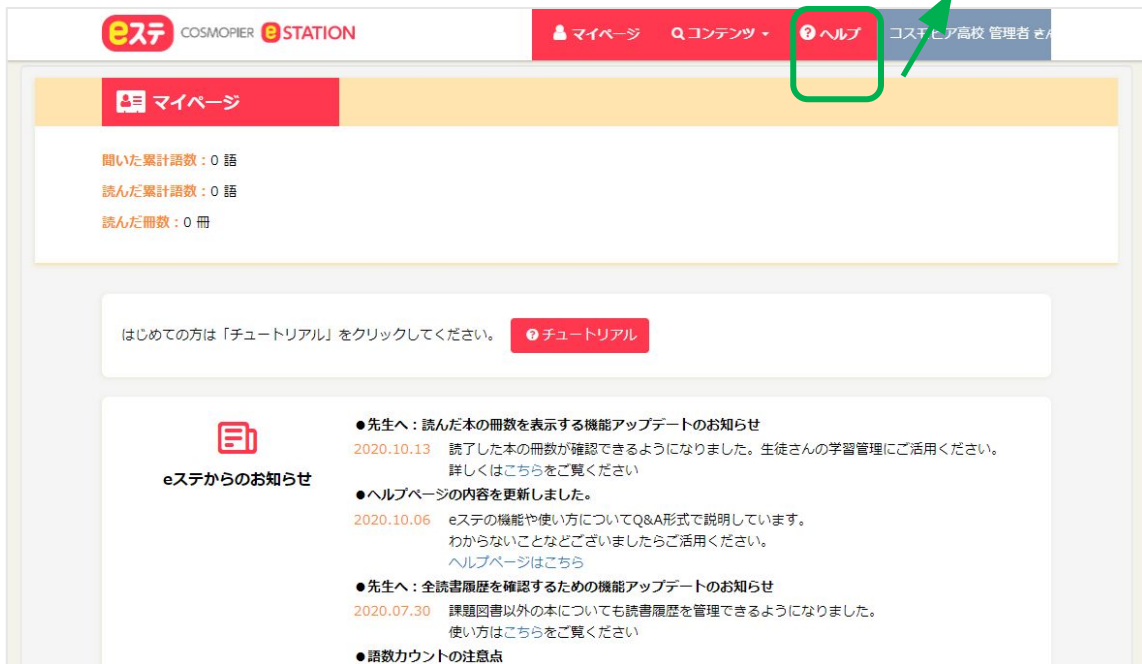 eステ COSMOPIER e STATION
マイページ コンテンツ ヘルプ コスモピア高校 管理者 さん
マイページ
聞いた累計語数：0 語
読んだ累計語数：0 語
読んだ冊数：0 冊
はじめての方は「チュートリアル」をクリックしてください。 チュートリアル
eステからのお知らせ
●先生へ：読んだ本の冊数を表示する機能アップデートのお知らせ
2020.10.13 読了した本の冊数が確認できるようになりました。生徒さんの学習管理にご活用ください。
詳しくはこちらをご覧ください
●ヘルプページの内容を更新しました。
2020.10.06 eステの機能や使い方についてQ&A形式で説明しています。
わからないことなどございましたらご活用ください。
ヘルプページはこちら
●先生へ：全読書履歴を確認するための機能アップデートのお知らせ
2020.07.30 課題図書以外の本についても読書履歴を管理できるようになりました。
使い方はこちらをご覧ください
●語数カウントの注意点